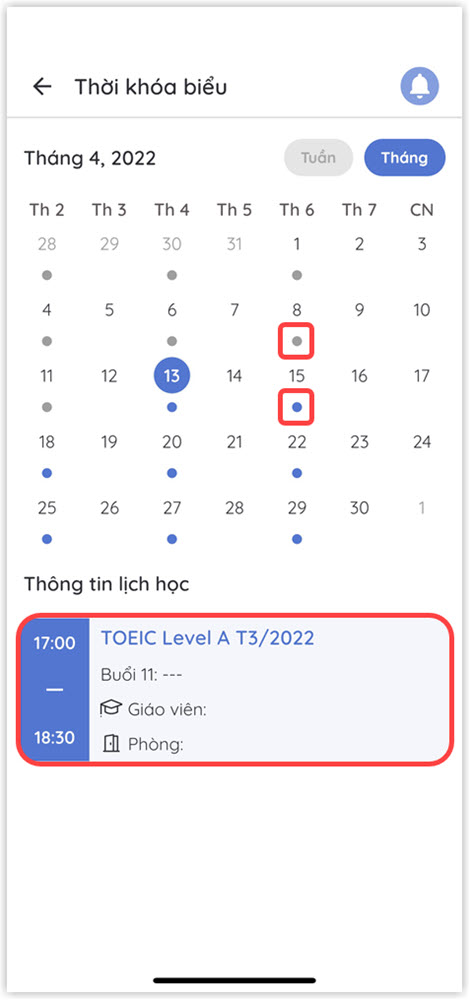 Thời khóa biểu
Tháng 4, 2022 Tuần Tháng
Th 2 Th 3 Th 4 Th 5 Th 6 Th 7 CN
28 29 30 31 1 2 3
4 5 6 7 8 9 10
11 12 13 14 15 16 17
18 19 20 21 22 23 24
25 26 27 28 29 30 1
Thông tin lịch học
17:00
—
18:30
TOEIC Level A T3/2022
Buổi 11: ---
Giáo viên:
Phòng: